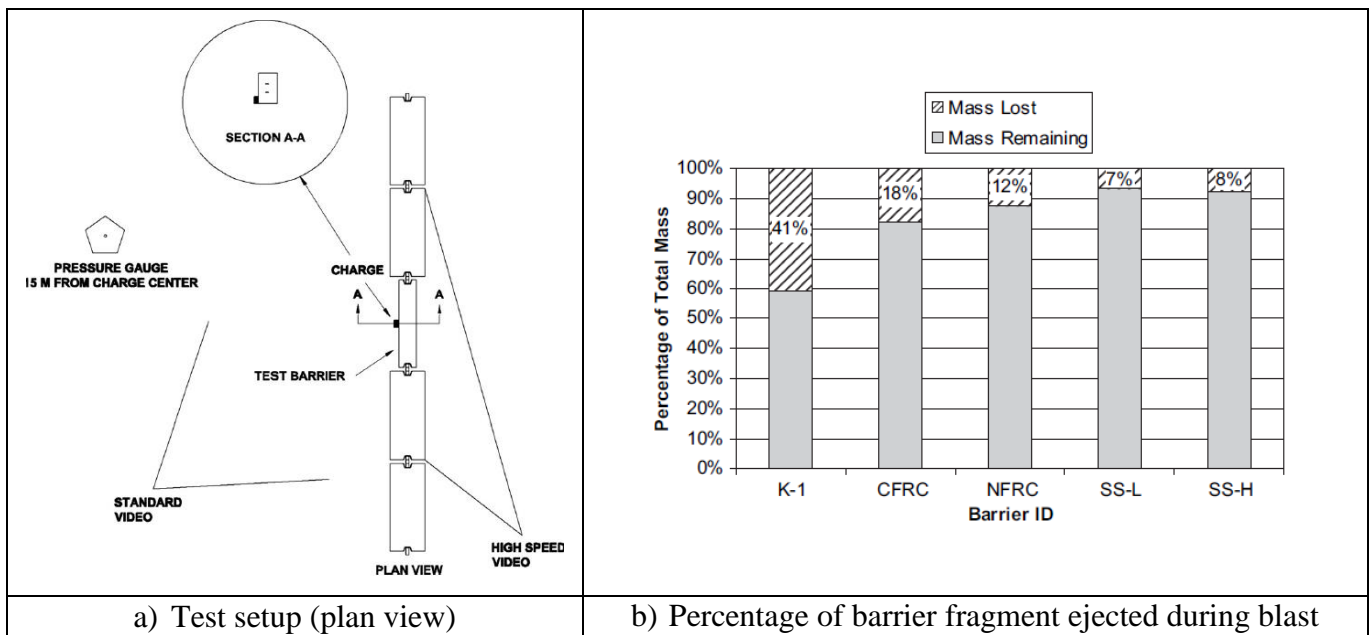 SECTION A-A
PRESSURE GAUGE
15 M FROM CHARGE CENTER
CHARGE
A
A
TEST BARRIER
STANDARD
VIDEO
HIGH SPEED
VIDEO
PLAN VIEW
a) Test setup (plan view)
Mass Lost
Mass Remaining
Percentage of Total Mass
100%
90%
80%
70%
60%
50%
40%
30%
20%
10%
0%
41%
18%
12%
7%
8%
K-1 CFRC NFRC SS-L SS-H
Barrier ID
b) Percentage of barrier fragment ejected during blast